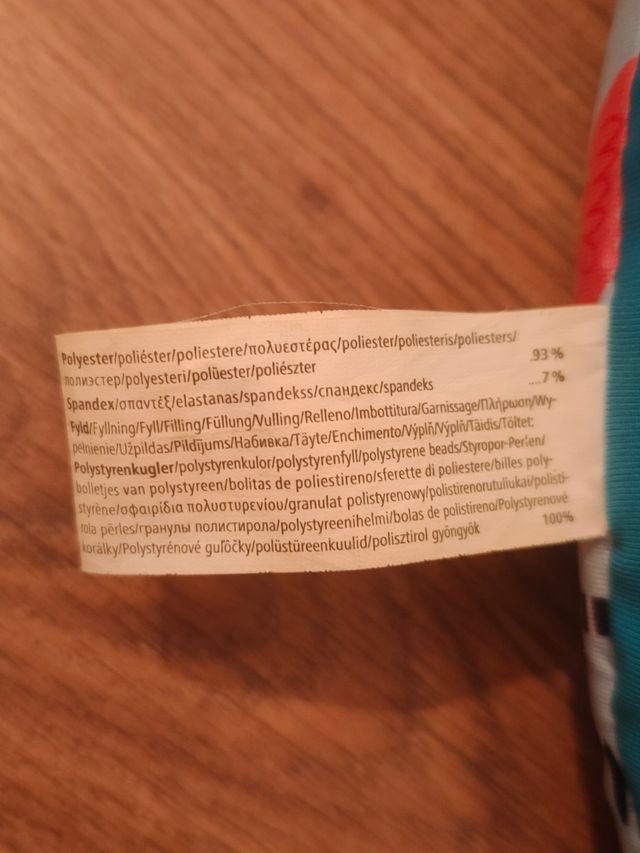 Polyester/poliéster/poliestere/πολυεστέρας/poliester/poliesteris/poliesters/
полиэстер/polyesteri/polüester/poliészter 93 %
Spandex/σπαντέξ/elastanas/spandekss/спандекс/spandeks ....7 %
Fyld/Fyllning/Fyll/Filling/Füllung/Vulling/Relleno/Imbottitura/Garnissage/Πλήρωση/Wy-
pełnienie/Užpildas/Pildījums/Набивка/Täyte/Enchimento/Výplň/Výplň/Täidis/Töltet:
Polystyrenkugler/polystyrenkulor/polystyrenfyll/polystyrene beads/Styropor-Perlen/
bolletjes van polystyreen/bolitas de poliestireno/sferette di poliestere/billes poly-
styrène/σφαιρίδια πολυστυρενίου/granulat polistyrenowy/polistirenorutuliukai/polisti-
rola pērles/гранулы полистирола/polystyreenihelmi/bolas de polistireno/Polystyrenové
korálky/Polystyrénové guľôčky/polüstüreenkuulid/polisztirol gyöngyök 100%